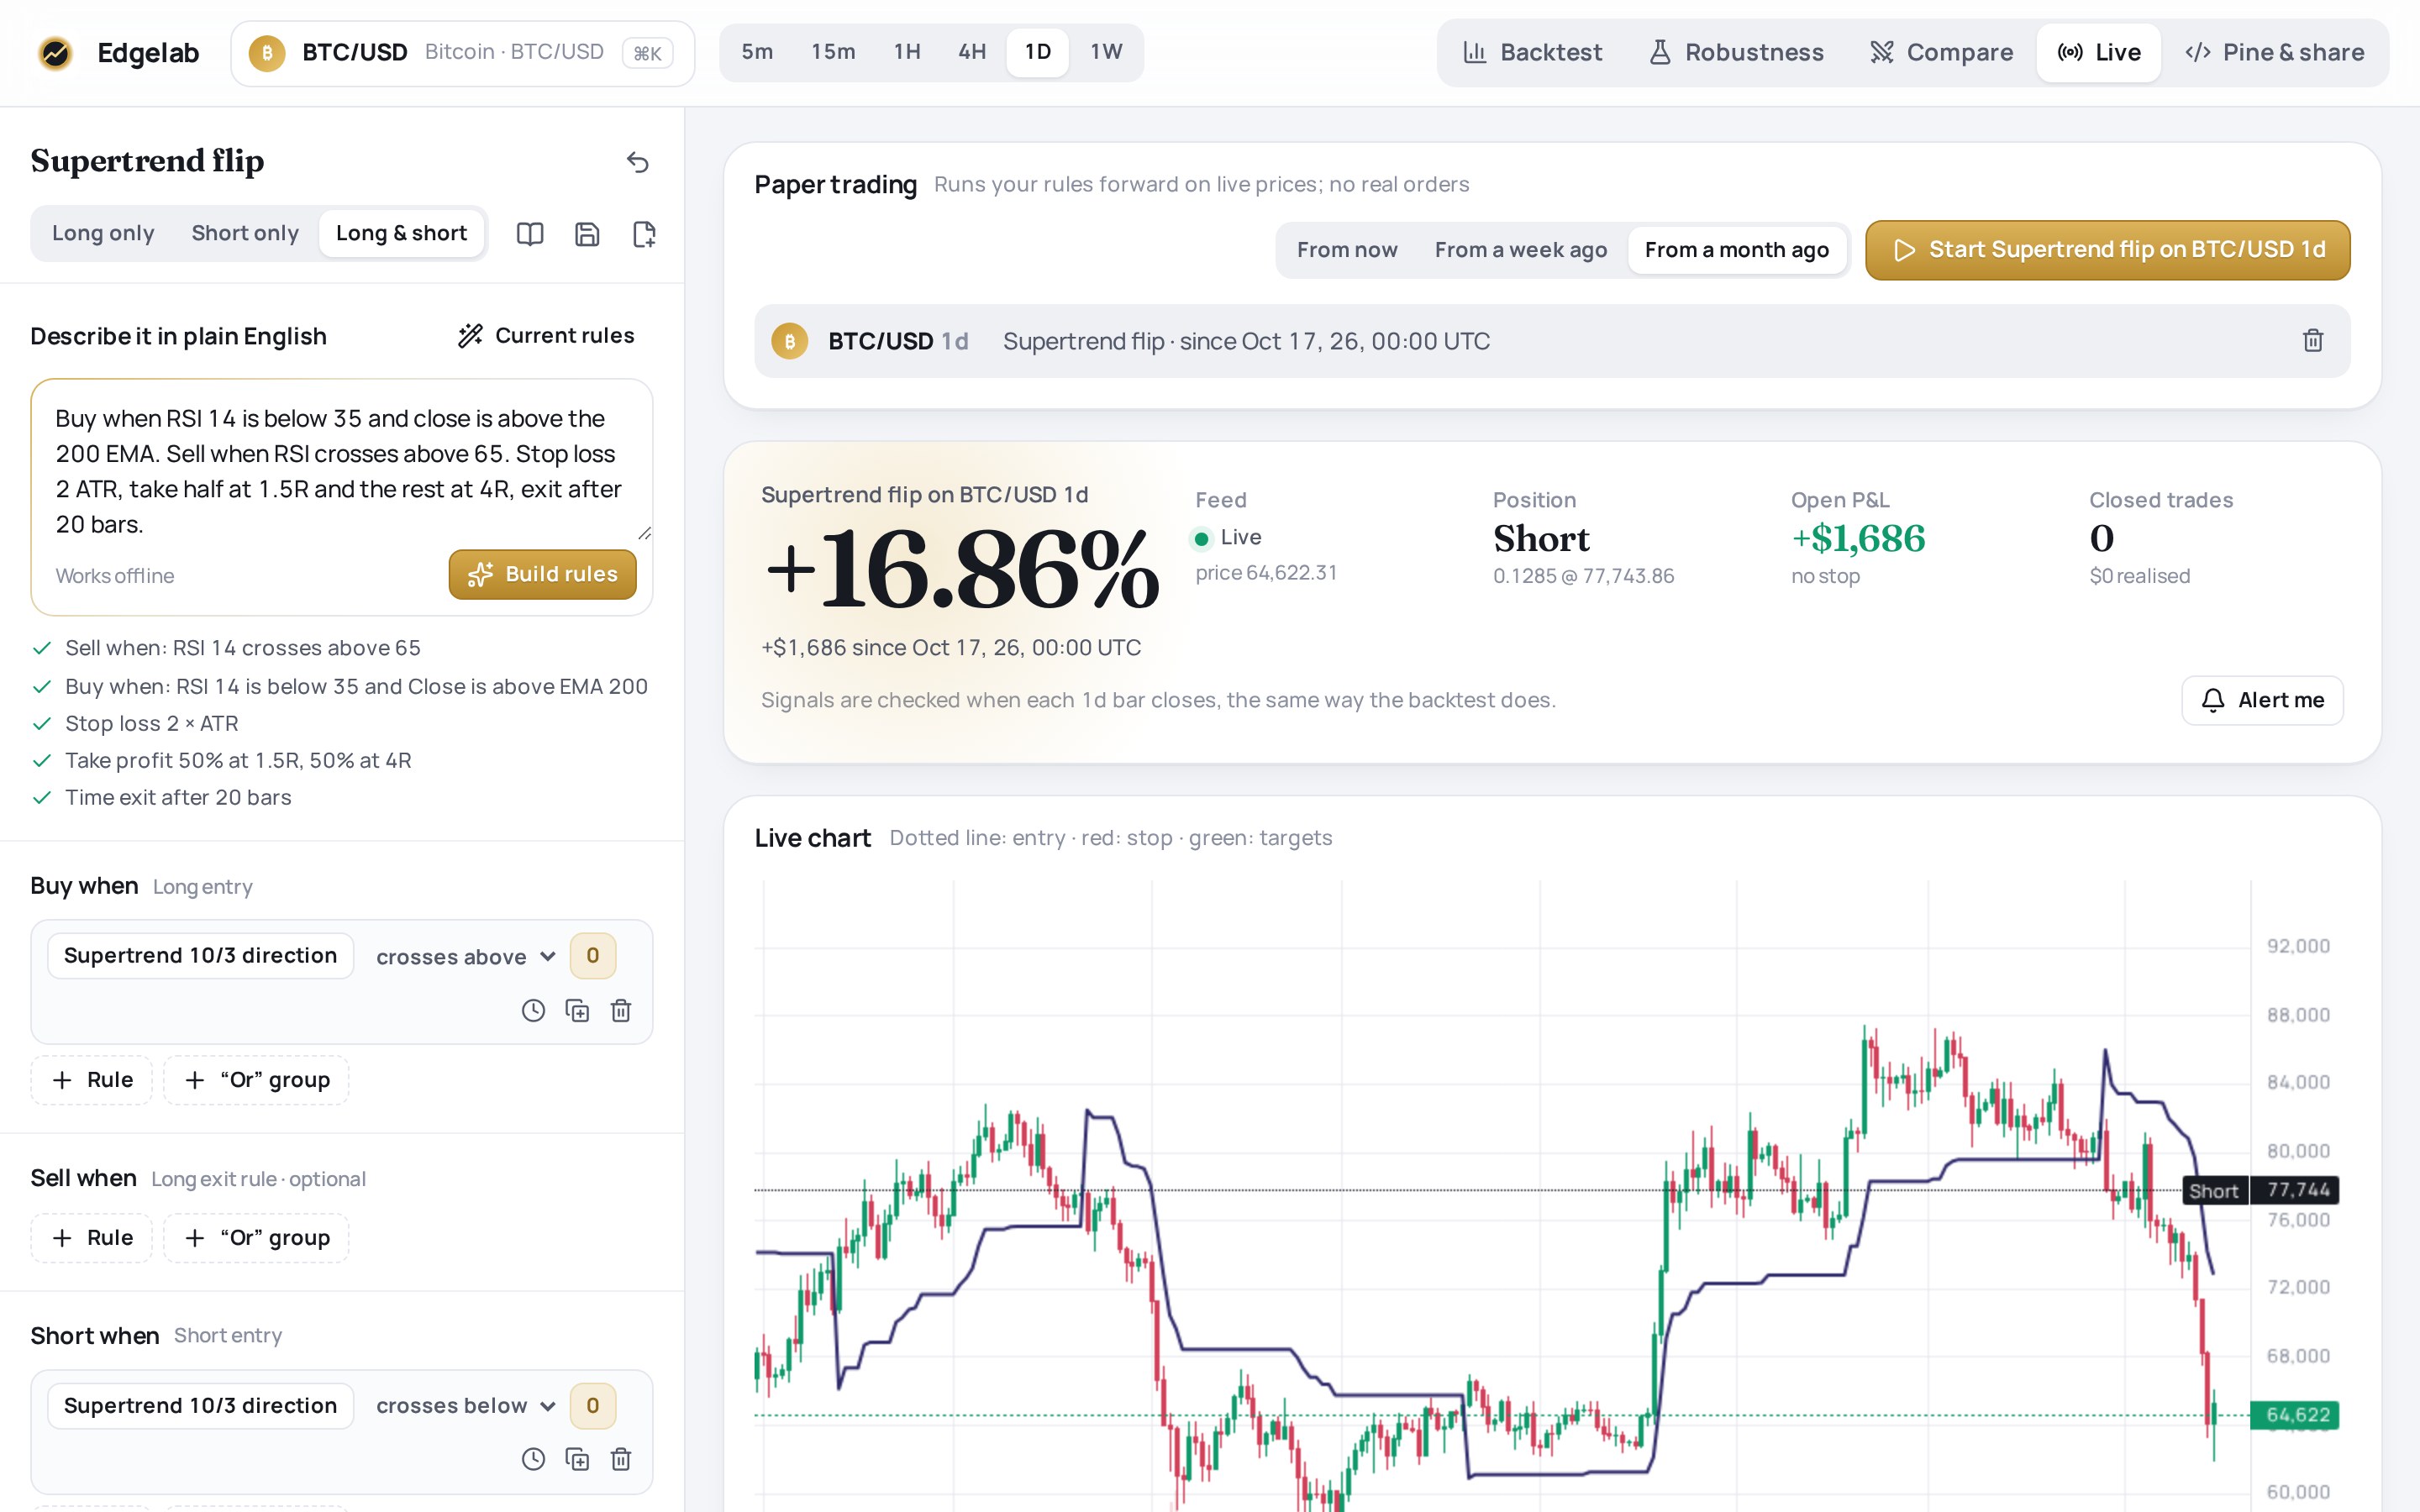 Edgelab
BTC/USD Bitcoin · BTC/USD ⌘K
5m 15m 1H 4H 1D 1W
Backtest Robustness Compare Live Pine & share
Supertrend flip
Long only Short only Long & short
Describe it in plain English Current rules
Buy when RSI 14 is below 35 and close is above the
200 EMA. Sell when RSI crosses above 65. Stop loss
2 ATR, take half at 1.5R and the rest at 4R, exit after
20 bars.
Works offline Build rules
Sell when: RSI 14 crosses above 65
Buy when: RSI 14 is below 35 and Close is above EMA 200
Stop loss 2 × ATR
Take profit 50% at 1.5R, 50% at 4R
Time exit after 20 bars
Buy when Long entry
Supertrend 10/3 direction crosses above 0
Rule “Or” group
Sell when Long exit rule · optional
Rule “Or” group
Short when Short entry
Supertrend 10/3 direction crosses below 0
Paper trading Runs your rules forward on live prices; no real orders
From now From a week ago From a month ago Start Supertrend flip on BTC/USD 1d
BTC/USD 1d Supertrend flip · since Oct 17, 26, 00:00 UTC
Supertrend flip on BTC/USD 1d
+16.86%
+$1,686 since Oct 17, 26, 00:00 UTC
Feed
Live
price 64,622.31
Position
Short
0.1285 @ 77,743.86
Open P&L
+$1,686
no stop
Closed trades
0
$0 realised
Signals are checked when each 1d bar closes, the same way the backtest does. Alert me
Live chart Dotted line: entry · red: stop · green: targets
92,000
88,000
84,000
80,000
Short 77,744
76,000
72,000
68,000
64,622
60,000